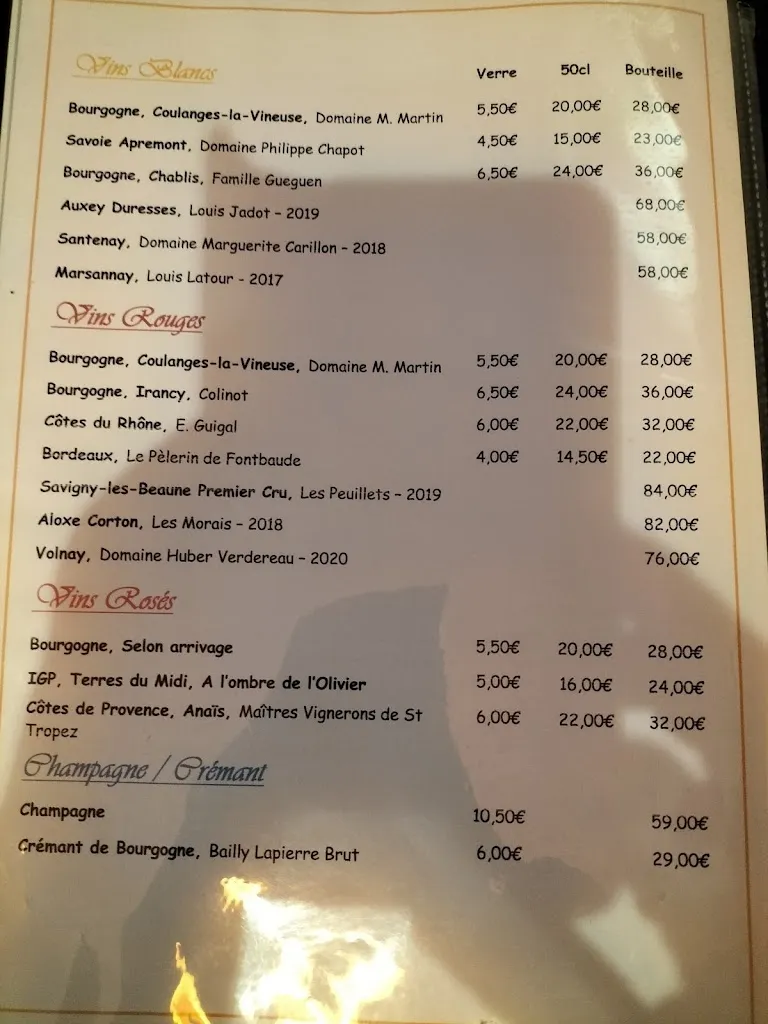 Vins Blancs Verre 50cl Bouteille
Bourgogne, Coulanges-la-Vineuse, Domaine M. Martin 5,50€ 20,00€ 28,00€
Savoie Apremont, Domaine Philippe Chapot 4,50€ 15,00€ 23,00€
Bourgogne, Chablis, Famille Gueguen 6,50€ 24,00€ 36,00€
Auxey Duresses, Louis Jadot - 2019 68,00€
Santenay, Domaine Marguerite Carillon - 2018 58,00€
Marsannay, Louis Latour - 2017 58,00€
Vins Rouges
Bourgogne, Coulanges-la-Vineuse, Domaine M. Martin 5,50€ 20,00€ 28,00€
Bourgogne, Irancy, Colinot 6,50€ 24,00€ 36,00€
Côtes du Rhône, E. Guigal 6,00€ 22,00€ 32,00€
Bordeaux, Le Pèlerin de Fontbaude 4,00€ 14,50€ 22,00€
Savigny-les-Beaune Premier Cru, Les Peuillets - 2019 84,00€
Aloxe Corton, Les Morais - 2018 82,00€
Volnay, Domaine Huber Verdereau - 2020 76,00€
Vins Rosés
Bourgogne, Selon arrivage 5,50€ 20,00€ 28,00€
IGP, Terres du Midi, A l'ombre de l'Olivier 5,00€ 16,00€ 24,00€
Côtes de Provence, Anaïs, Maîtres Vignerons de St 6,00€ 22,00€ 32,00€
Tropez
Champagne / Crémant
Champagne 10,50€ 59,00€
Crémant de Bourgogne, Bailly Lapierre Brut 6,00€ 29,00€